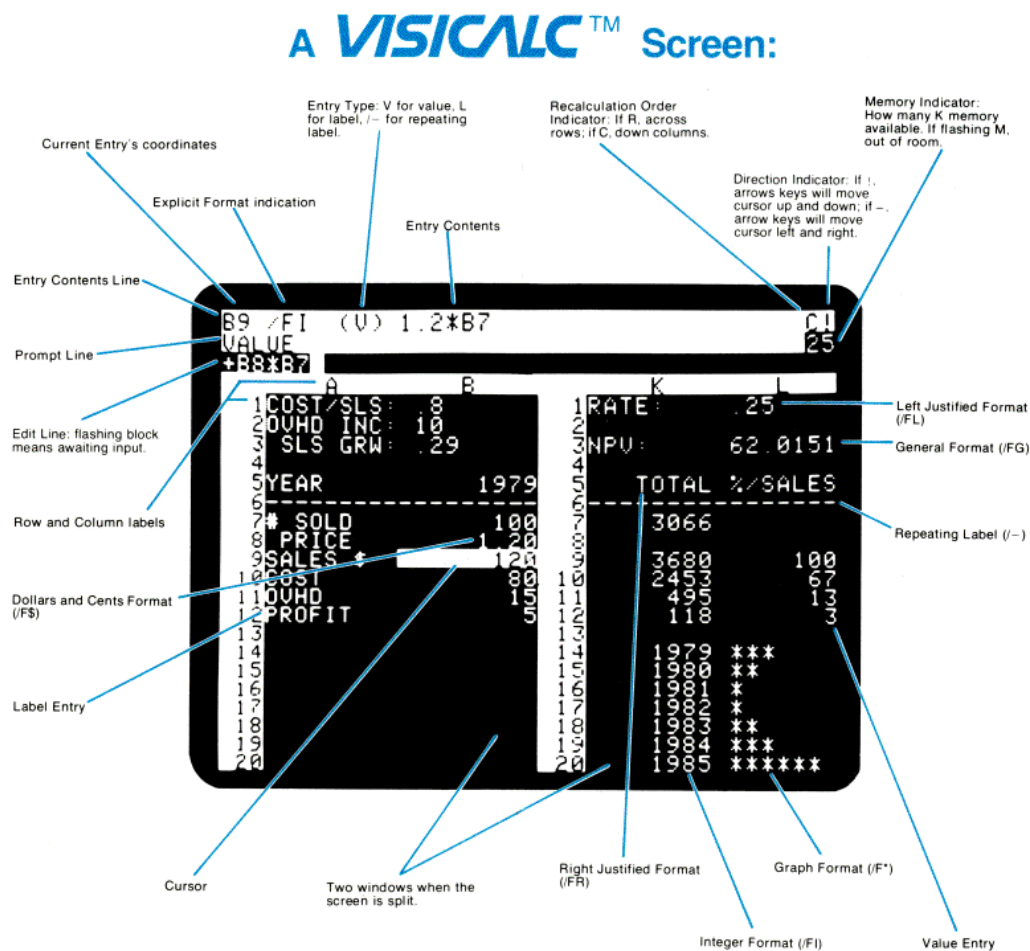 A VISICALC™ Screen:
Entry Type: V for value, L
for label, /– for repeating
label.
Recalculation Order
Indicator: If R, across
rows; if C, down columns.
Memory Indicator:
How many K memory
available. If flashing M,
out of room.
Current Entry's coordinates
Explicit Format indication
Entry Contents
Direction Indicator: If !,
arrows keys will move
cursor up and down; if –,
arrow keys will move
cursor left and right.
Entry Contents Line
B9 /FI (V) 1.2*B7 C!
Prompt Line
VALUE 25
+B8*B7
A B K L
1 COST/SLS: .8 1 RATE: .25
2 OVHD INC: 10 2
3 SLS GRW: .29 3 NPV: 62.0151
4 4
5 YEAR 1979 5 TOTAL %/SALES
6 ------------------ 6 ------------------
7 # SOLD 100 7 3066
8 PRICE 1.20 8
9 SALES $ 120 9 3680 100
10 COST 80 10 2453 67
11 OVHD 15 11 495 13
12 PROFIT 5 12 118 3
13 13
14 14 1979 ***
15 15 1980 **
16 16 1981 *
17 17 1982 *
18 18 1983 **
19 19 1984 ***
20 20 1985 ******
Left Justified Format
(/FL)
General Format (/FG)
Edit Line: flashing block
means awaiting input.
Row and Column labels
Repeating Label (/–)
Dollars and Cents Format
(/F$)
Label Entry
Cursor
Two windows when the
screen is split.
Right Justified Format
(/FR)
Graph Format (/F*)
Integer Format (/FI)
Value Entry